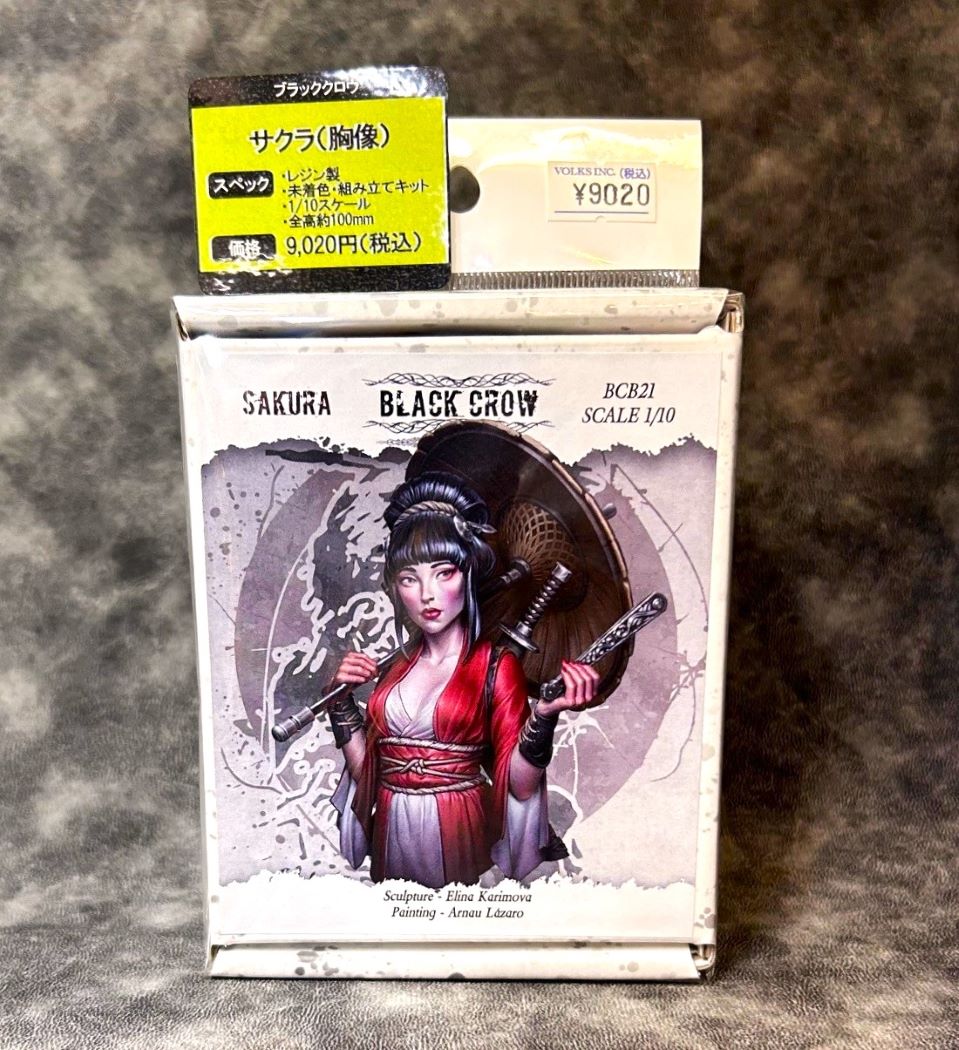 ブラッククロウ
サクラ(胸像)
スペック
・レジン製
・未着色・組み立てキット
・1/10スケール
・全高約100mm
価格 9,020円(税込)
VOLKS INC. (税込)
¥9020
SAKURA
BLACK CROW
BCB21
SCALE 1/10
Sculpture - Elina Karimova
Painting - Arnau Lázaro